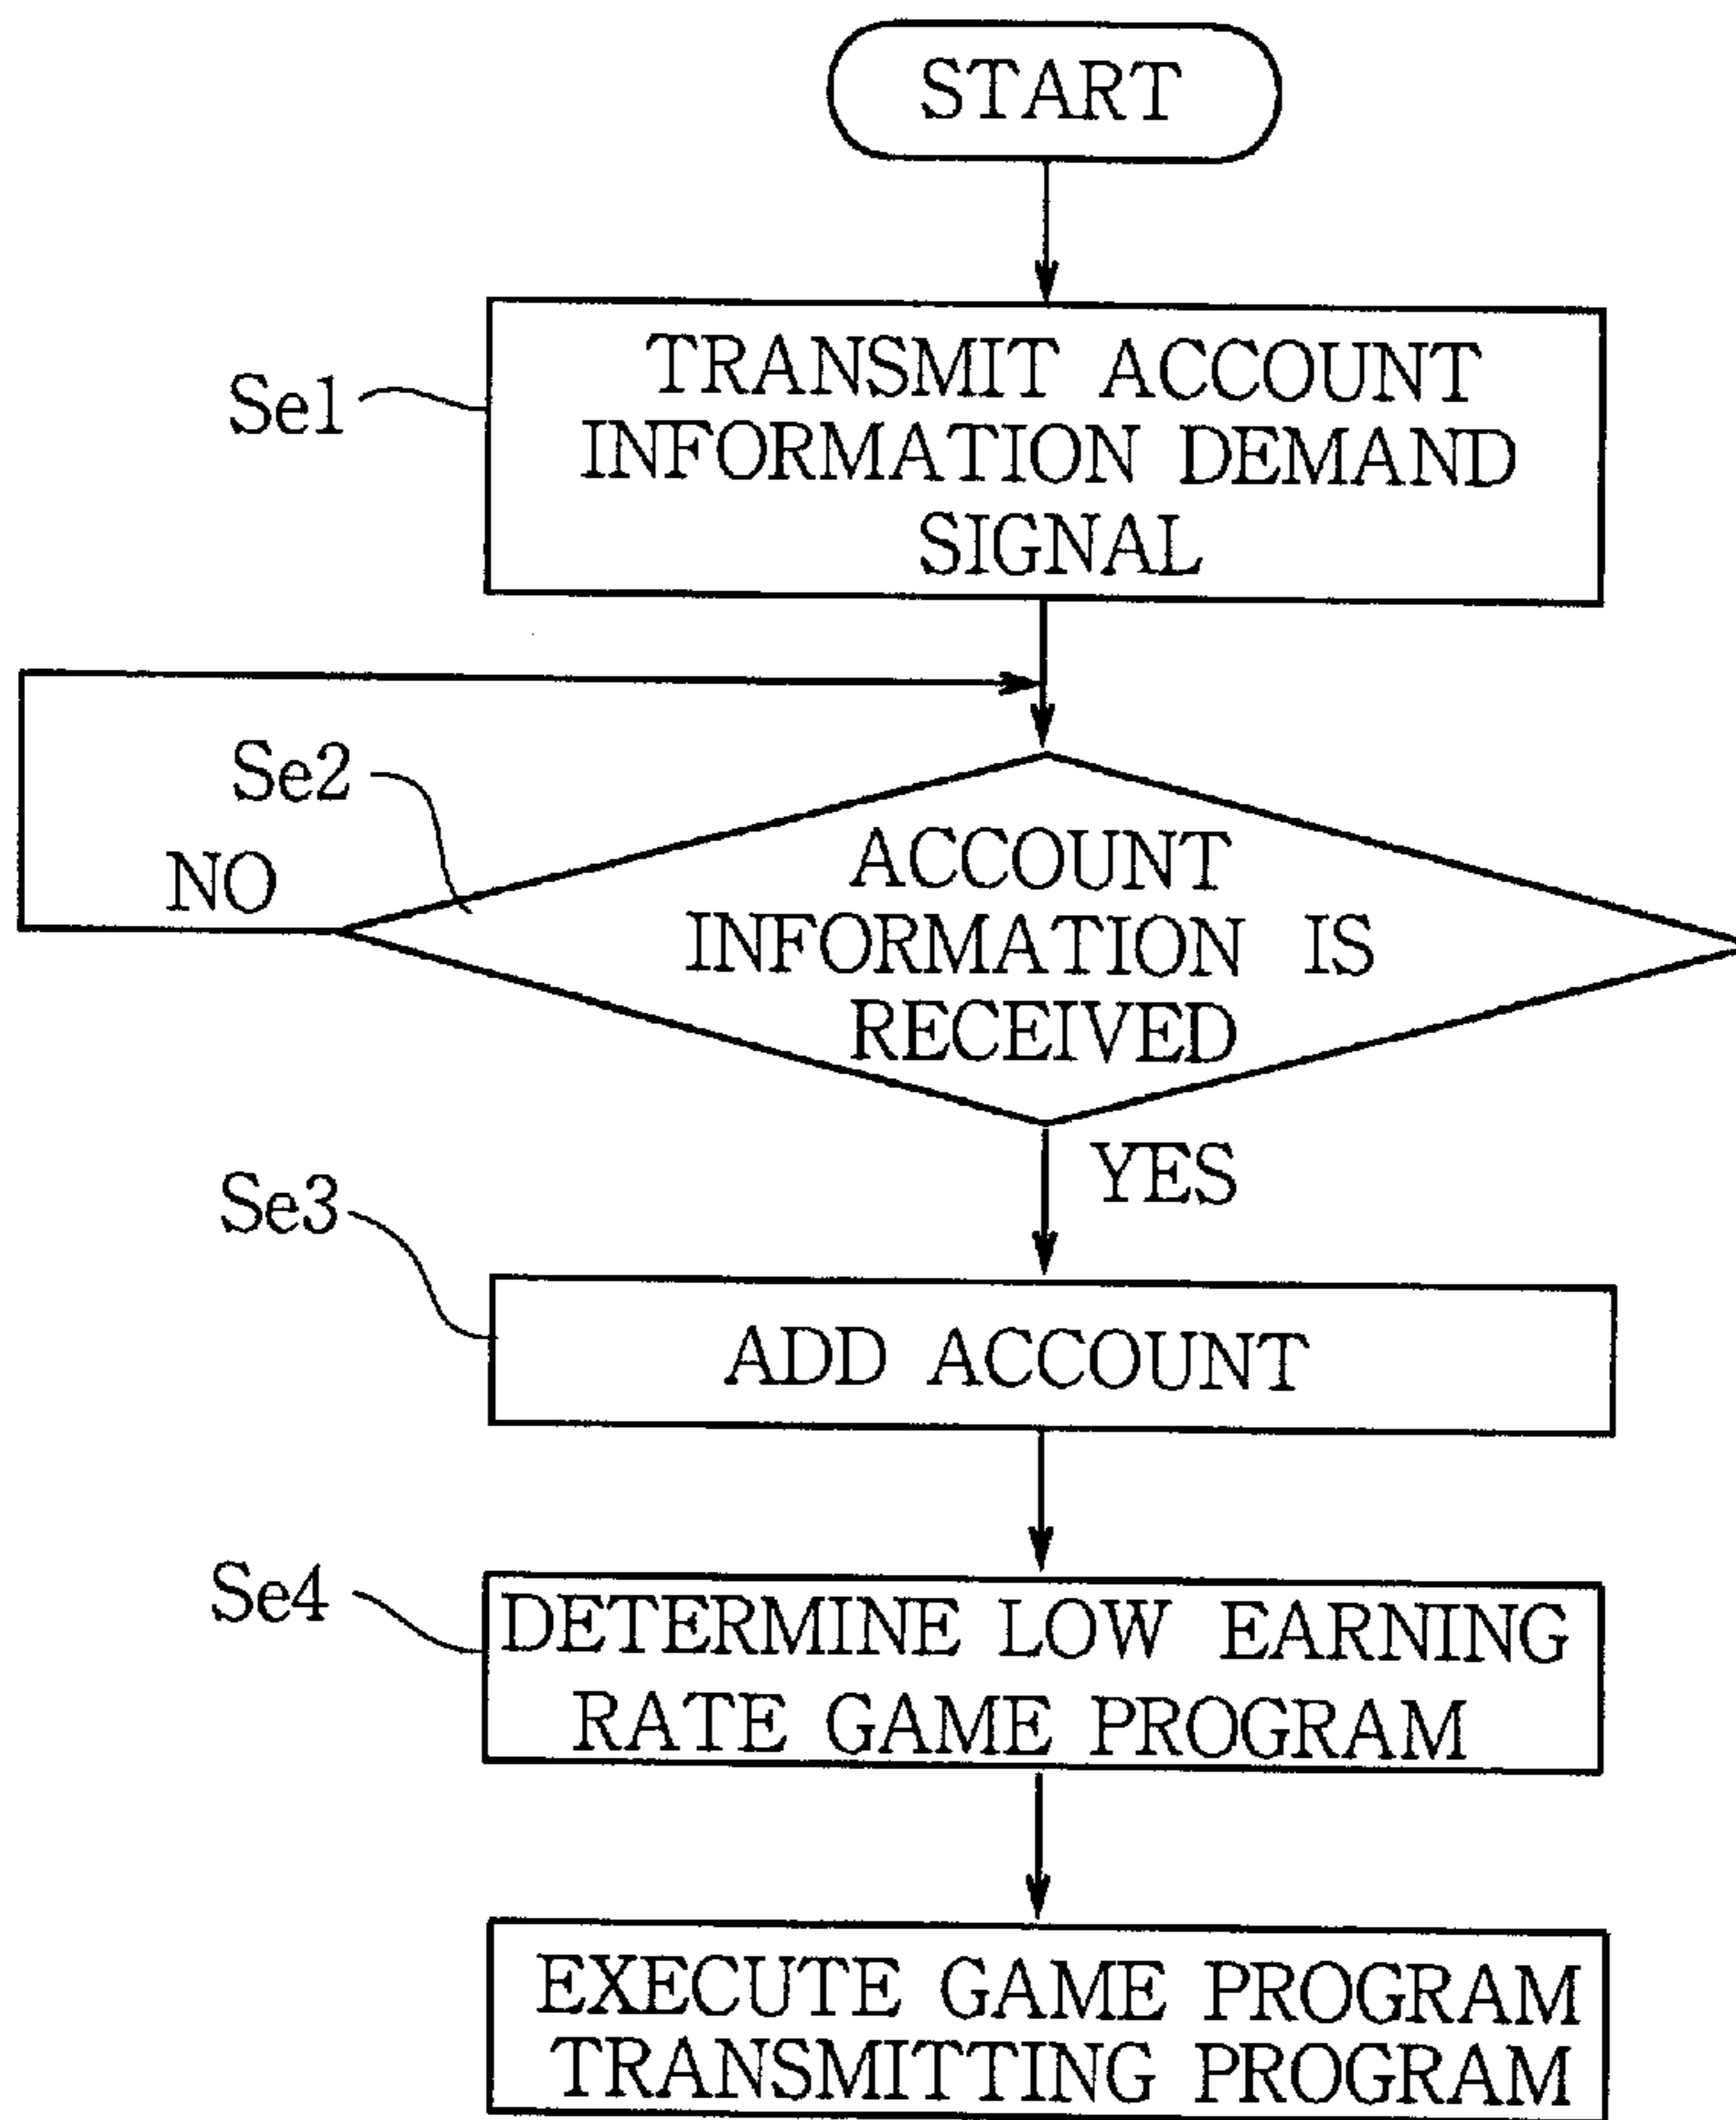 START
Se1
TRANSMIT ACCOUNT
INFORMATION DEMAND
SIGNAL
Se2
NO
ACCOUNT
INFORMATION IS
RECEIVED
YES
Se3
ADD ACCOUNT
Se4
DETERMINE LOW EARNING
RATE GAME PROGRAM
EXECUTE GAME PROGRAM
TRANSMITTING PROGRAM